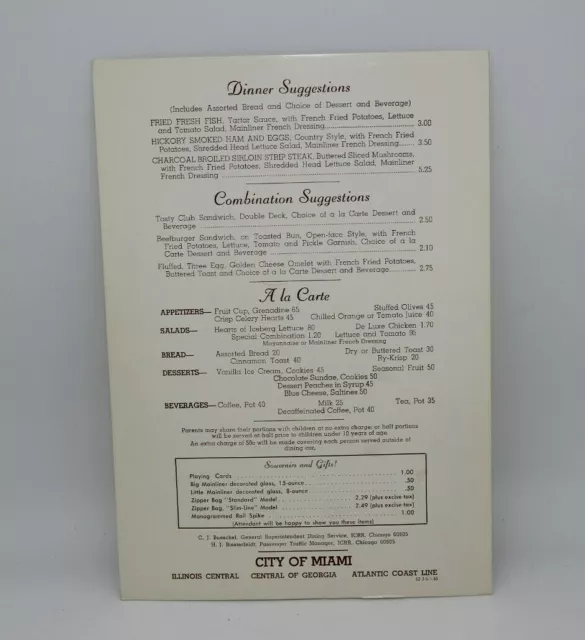 Dinner Suggestions
(Includes Assorted Bread and Choice of Dessert and Beverage)
FRIED FRESH FISH, Tartar Sauce, with French Fried Potatoes, Lettuce
and Tomato Salad, Mainliner French Dressing 3.00
HICKORY SMOKED HAM AND EGGS, Country Style, with French Fried
Potatoes, Shredded Head Lettuce Salad, Mainliner French Dressing 3.50
CHARCOAL BROILED SIRLOIN STRIP STEAK, Buttered Sliced Mushrooms,
with French Fried Potatoes, Shredded Head Lettuce Salad, Mainliner
French Dressing 5.25
Combination Suggestions
Tasty Club Sandwich, Double Deck, Choice of a la Carte Dessert and
Beverage 2.50
Beefburger Sandwich, on Toasted Bun, Open-face Style, with French
Fried Potatoes, Lettuce, Tomato and Pickle Garnish, Choice of a la
Carte Dessert and Beverage 2.10
Fluffed, Three Egg, Golden Cheese Omelet with French Fried Potatoes,
Buttered Toast and Choice of a la Carte Dessert and Beverage 2.75
A la Carte
APPETIZERS— Fruit Cup, Grenadine 65 Stuffed Olives 45
Crisp Celery Hearts 45 Chilled Orange or Tomato Juice 40
SALADS— Hearts of Iceberg Lettuce 80 De Luxe Chicken 1.70
Special Combination 1.20 Lettuce and Tomato 95
Mayonnaise or Mainliner French Dressing
BREAD— Assorted Bread 20 Dry or Buttered Toast 30
Cinnamon Toast 40 Ry-Krisp 20
DESSERTS— Vanilla Ice Cream, Cookies 45 Seasonal Fruit 50
Chocolate Sundae, Cookies 50
Dessert Peaches in Syrup 45
Blue Cheese, Saltines 50
BEVERAGES— Coffee, Pot 40 Milk 25 Tea, Pot 35
Decaffeinated Coffee, Pot 40
Parents may share their portions with children at no extra charge or half portions
will be served at half price to children under 10 years of age.
An extra charge of 50c will be made covering each person served outside of
dining car.
Souvenirs and Gifts!
Playing Cards 1.00
Big Mainliner decorated glass, 15-ounce .50
Little Mainliner decorated glass, 8-ounce .50
Zipper Bag "Standard" Model 2.29 (plus excise tax)
Zipper Bag, "Slim-Line" Model 2.49 (plus excise tax)
Monogrammed Rail Spike 1.00
(Attendant will be happy to show you these items)
General Superintendent Dining Service, ICRR, Chicago 60605
Passenger Traffic Manager, ICRR, Chicago 60605
CITY OF MIAMI
ILLINOIS CENTRAL CENTRAL OF GEORGIA ATLANTIC COAST LINE